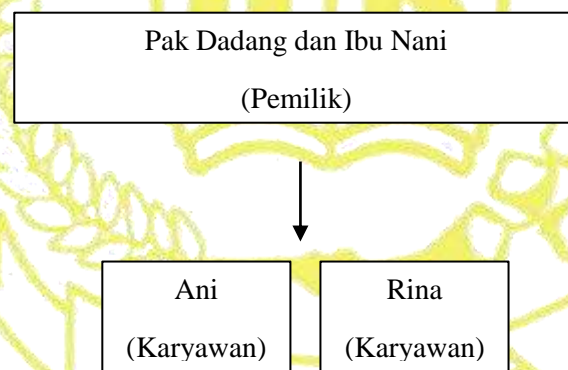 Pak Dadang dan Ibu Nani
(Pemilik)
Ani
(Karyawan)
Rina
(Karyawan)